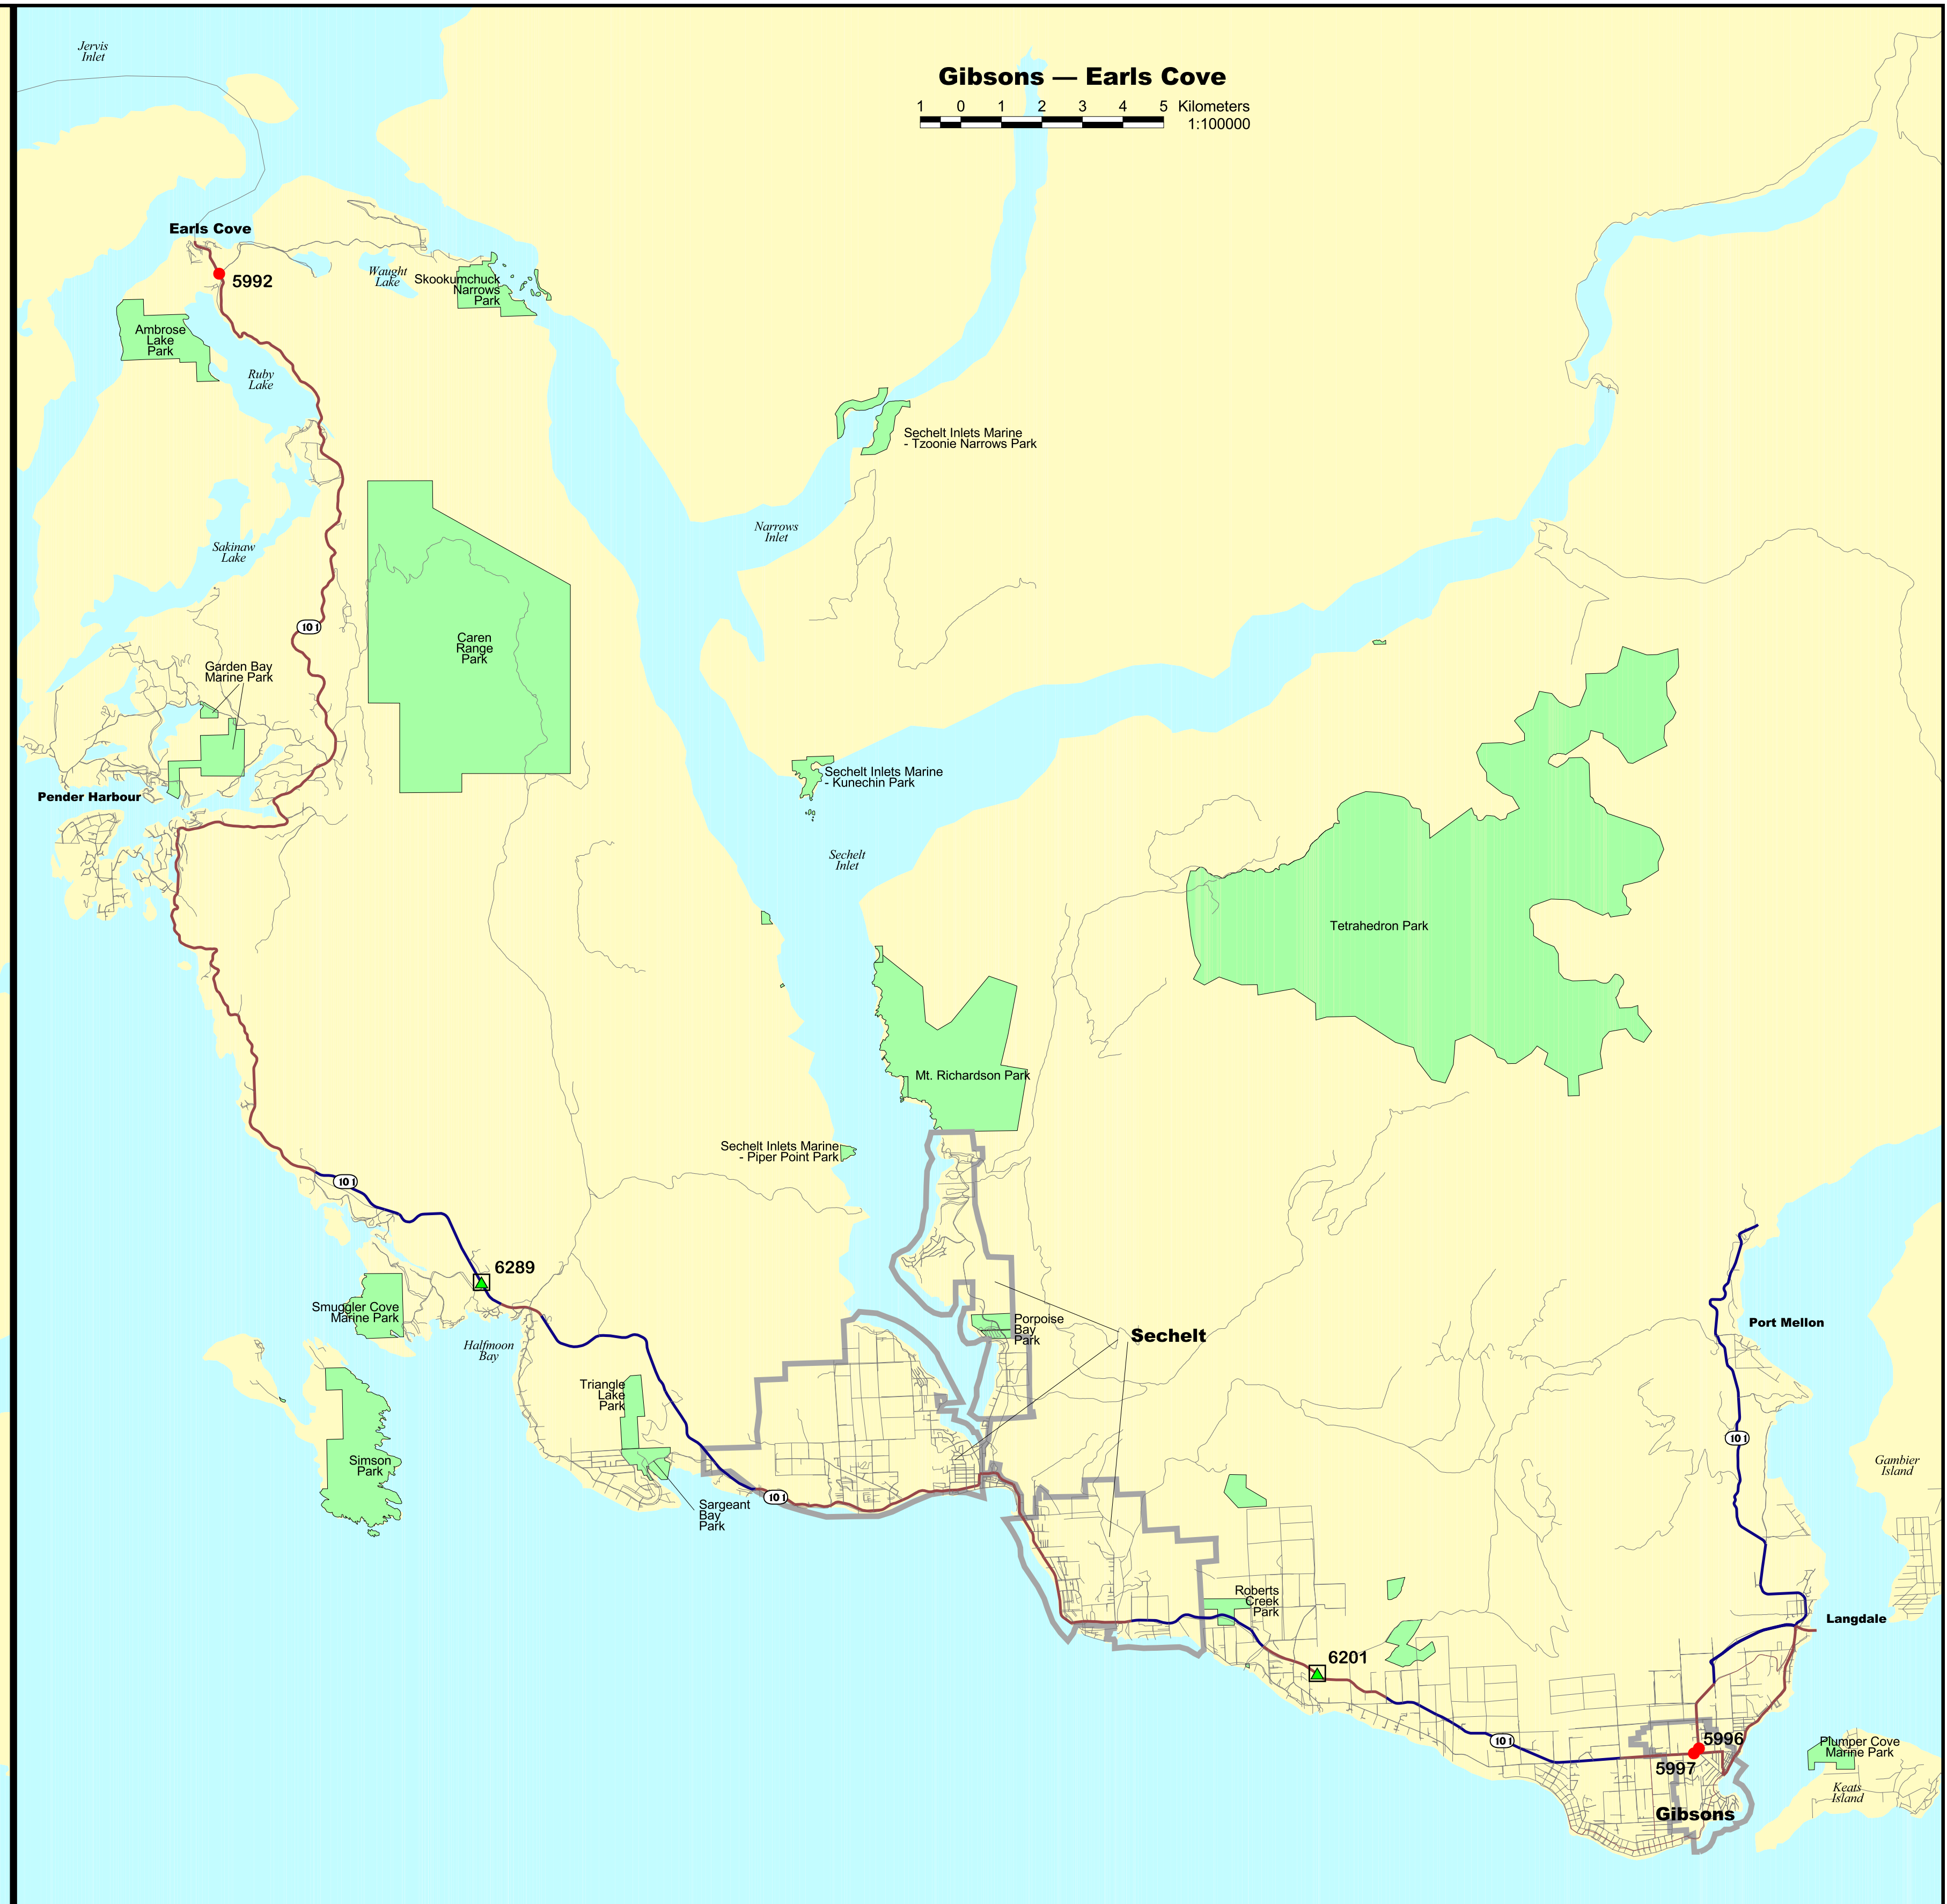 Jervis
Inlet
Gibsons — Earls Cove
1 0 1 2 3 4 5 Kilometers
1:100000
Earls Cove
5992
Waught
Lake
Skookumchuck
Narrows
Park
Ambrose
Lake
Park
Ruby
Lake
Sechelt Inlets Marine
- Tzoonie Narrows Park
Narrows
Inlet
Sakinaw
Lake
101
Caren
Range
Park
Garden Bay
Marine Park
Pender Harbour
Sechelt Inlets Marine
- Kunechin Park
Sechelt
Inlet
Tetrahedron Park
Mt. Richardson Park
Sechelt Inlets Marine
- Piper Point Park
101
6289
Smuggler Cove
Marine Park
Halfmoon
Bay
Porpoise
Bay
Park
Sechelt
Port Mellon
Triangle
Lake
Park
Simson
Park
101
Gambier
Island
Sargeant
Bay
Park
101
Roberts
Creek
Park
Langdale
6201
101
5996
5997
Plumper Cove
Marine Park
Keats
Island
Gibsons